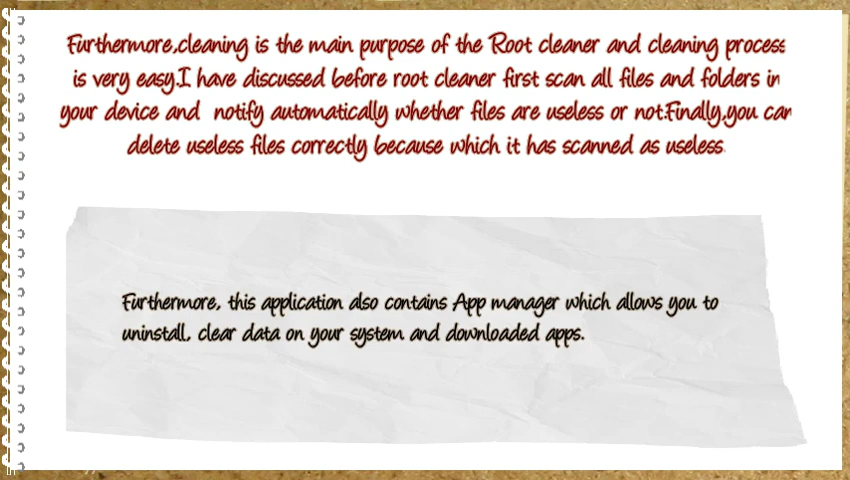 Furthermore,cleaning is the main purpose of the Root cleaner and cleaning process
is very easy.I have discussed before root cleaner first scan all files and folders in
your device and notify automatically whether files are useless or not.Finally,you can
delete useless files correctly because which it has scanned as useless.
Furthermore, this application also contains App manager which allows you to
uninstall, clear data on your system and downloaded apps.